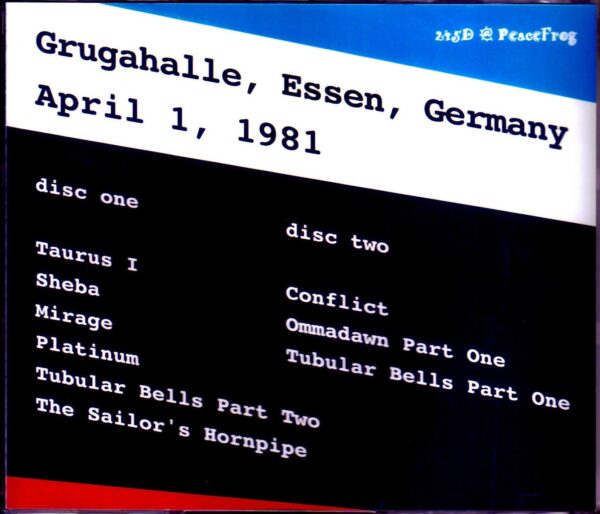 2450 @ PeaceFrog
Grugahalle, Essen, Germany
April 1, 1981
disc one
Taurus I
Sheba
Mirage
Platinum
Tubular Bells Part Two
The Sailor's Hornpipe
disc two
Conflict
Ommadawn Part One
Tubular Bells Part One